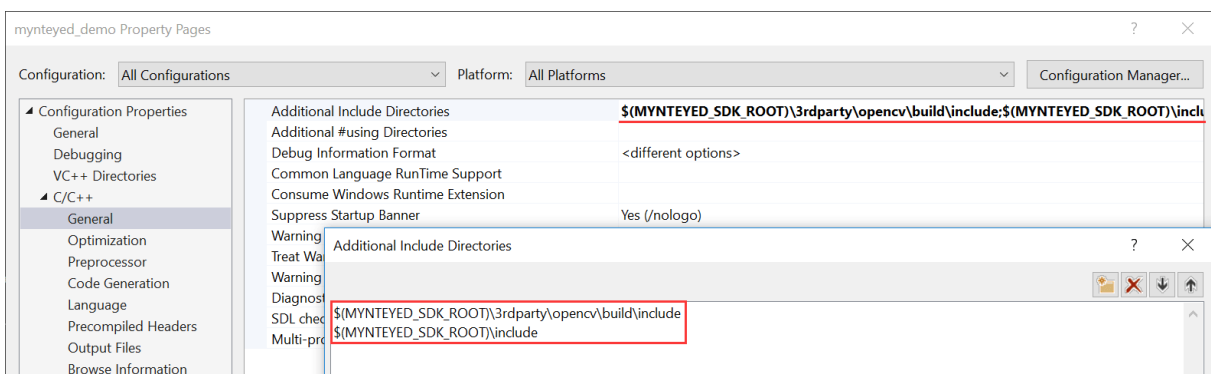 mynteyed_demo Property Pages
Configuration: All Configurations Platform: All Platforms Configuration Manager...
Configuration Properties
General
Debugging
VC++ Directories
C/C++
General
Optimization
Preprocessor
Code Generation
Language
Precompiled Headers
Output Files
Browse Information
Additional Include Directories $(MYNTEYED_SDK_ROOT)\3rdparty\opencv\build\include;$(MYNTEYED_SDK_ROOT)\inclu
Additional #using Directories
Debug Information Format <different options>
Common Language RunTime Support
Consume Windows Runtime Extension
Suppress Startup Banner Yes (/nologo)
Warning
Treat Wa
Warning
Diagnost
SDL chec
Multi-pro
Additional Include Directories
$(MYNTEYED_SDK_ROOT)\3rdparty\opencv\build\include
$(MYNTEYED_SDK_ROOT)\include